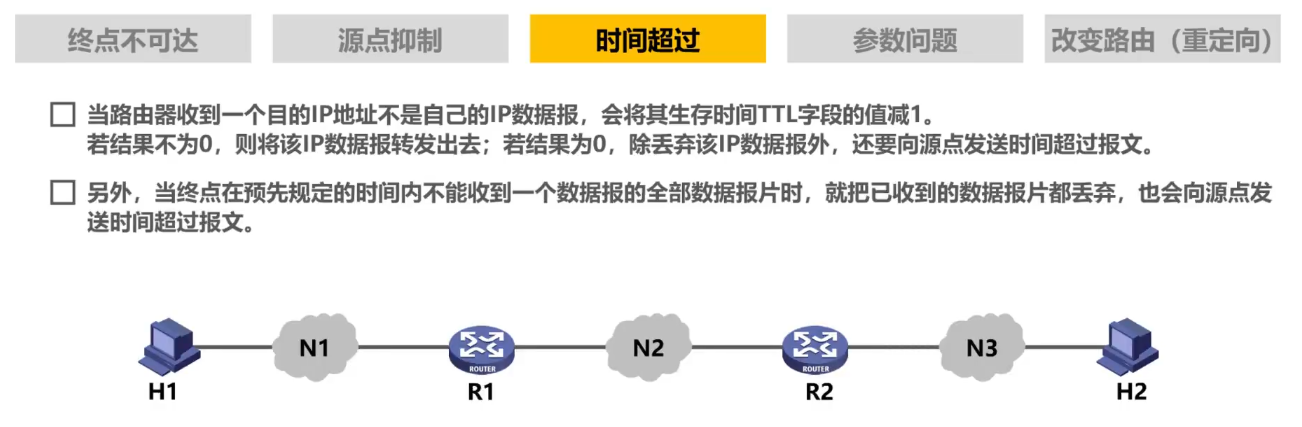 终点不可达
源点抑制
时间超过
参数问题
改变路由（重定向）
当路由器收到一个目的IP地址不是自己的IP数据报，会将其生存时间TTL字段的值减1。
若结果不为0，则将该IP数据报转发出去；若结果为0，除丢弃该IP数据报外，还要向源点发送时间超过报文。
另外，当终点在预先规定的时间内不能收到一个数据报的全部数据报片时，就把已收到的数据报片都丢弃，也会向源点发
送时间超过报文。
N1
N2
N3
ROUTER
ROUTER
H1
R1
R2
H2